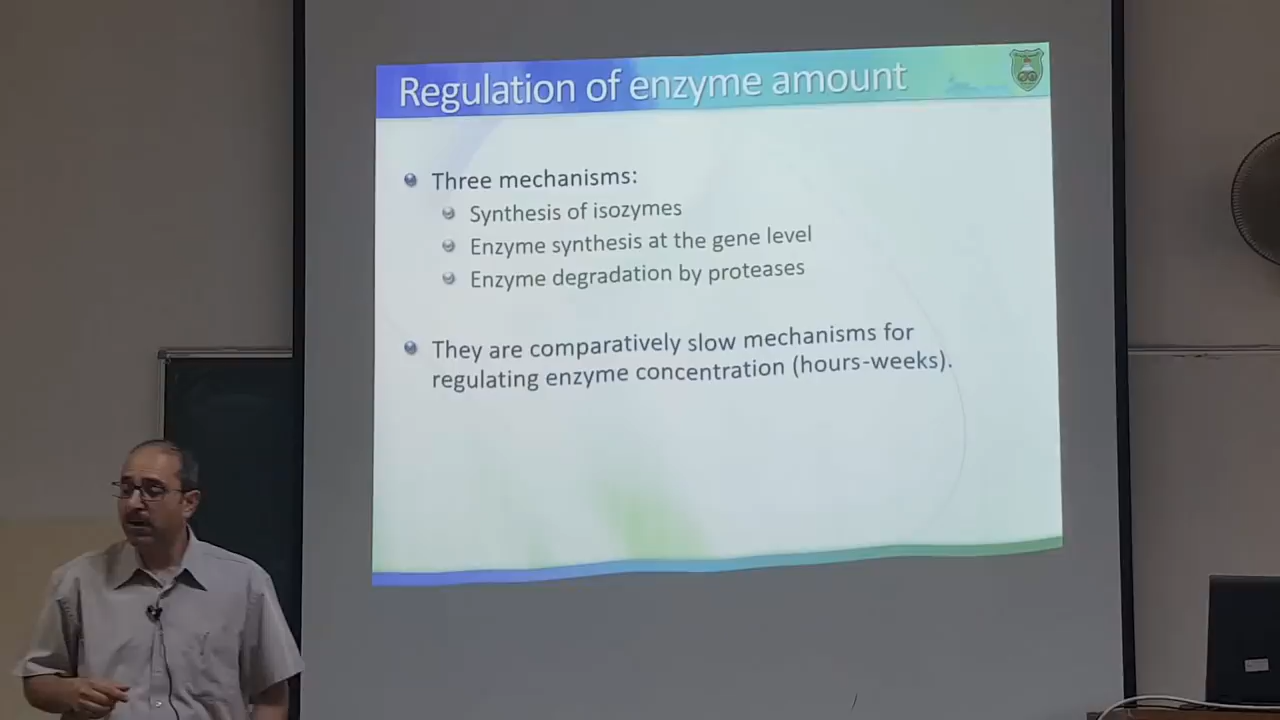 Regulation of enzyme amount
Three mechanisms:
Synthesis of isozymes
Enzyme synthesis at the gene level
Enzyme degradation by proteases
They are comparatively slow mechanisms for
regulating enzyme concentration (hours-weeks).